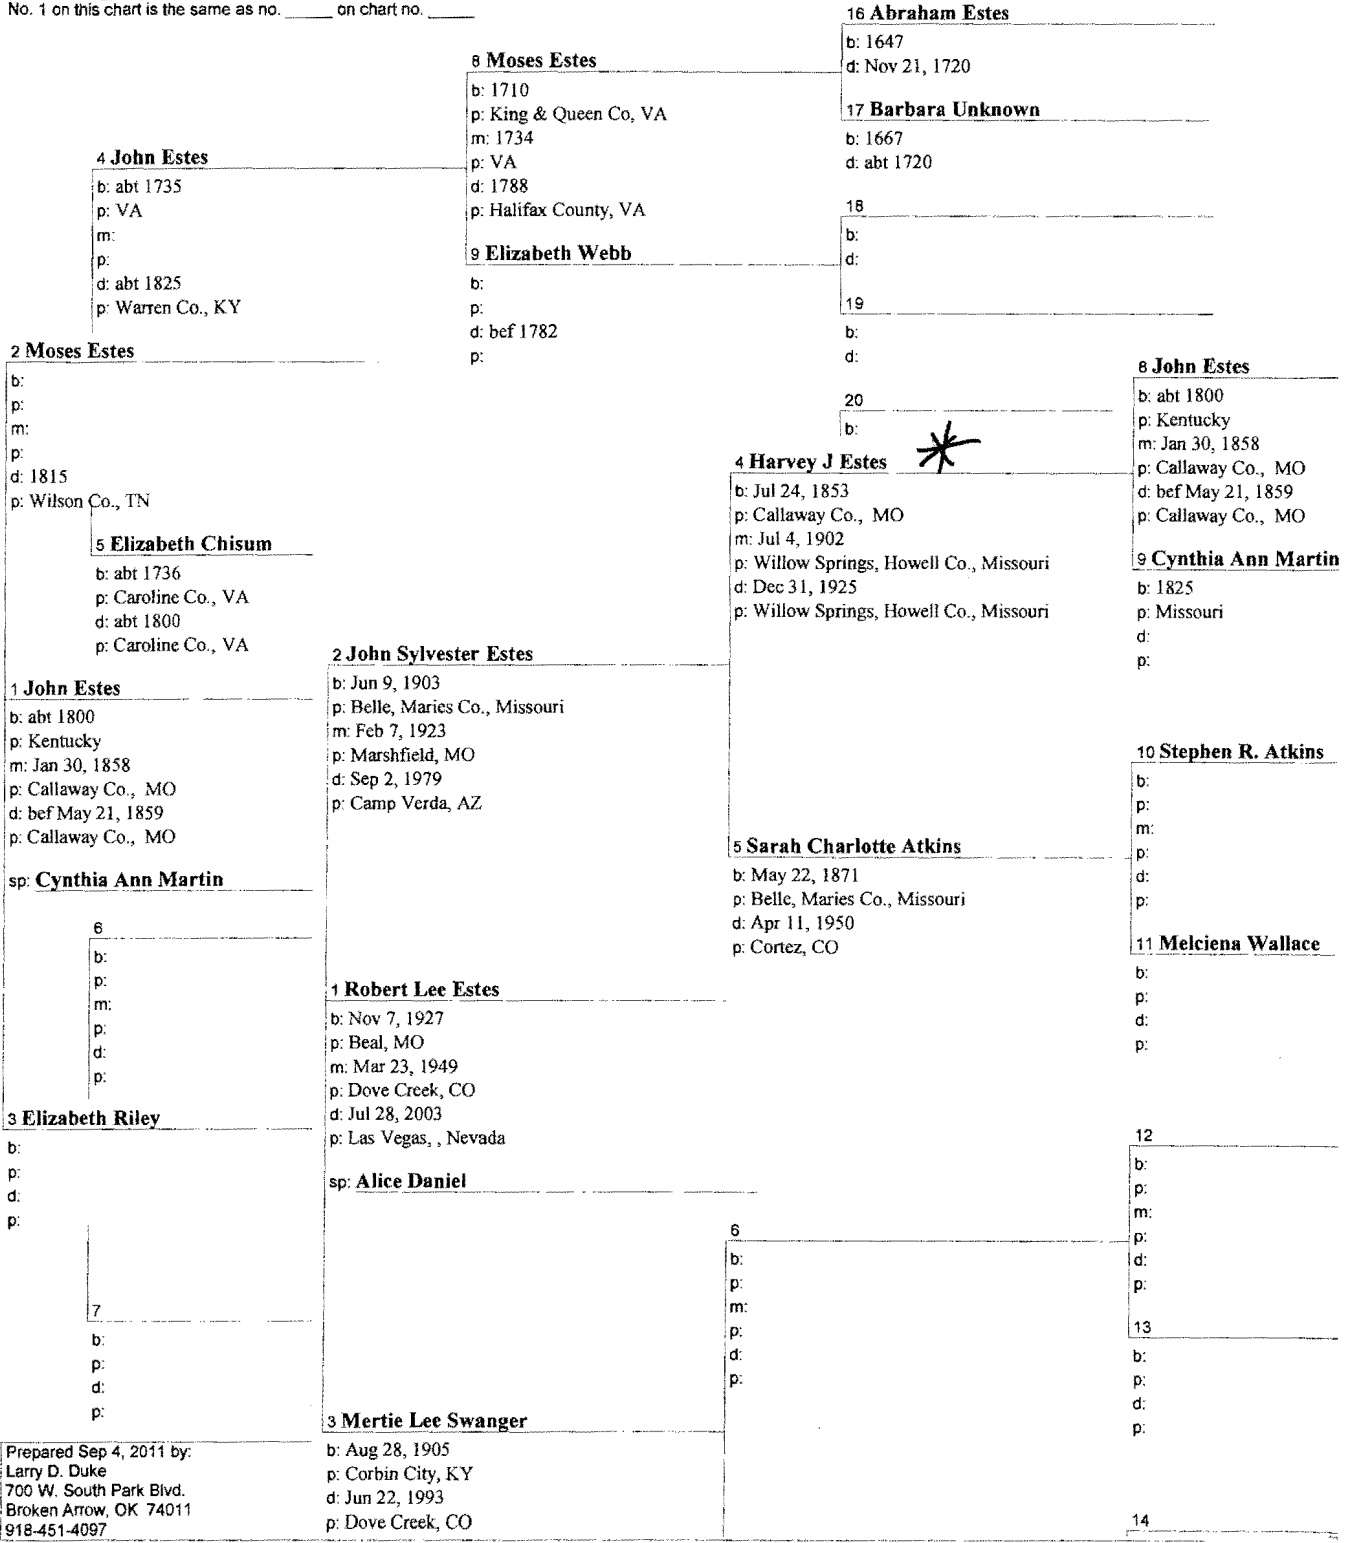 No. 1 on this chart is the same as no. ______ on chart no. ______
16 Abraham Estes
b: 1647
d: Nov 21, 1720
8 Moses Estes
b: 1710
p: King & Queen Co, VA
m: 1734
p: VA
d: 1788
p: Halifax County, VA
17 Barbara Unknown
b: 1667
d: abt 1720
4 John Estes
b: abt 1735
p: VA
m:
p:
d: abt 1825
p: Warren Co., KY
18
b:
d:
9 Elizabeth Webb
b:
p:
d: bef 1782
p:
19
b:
d:
2 Moses Estes
b:
p:
m:
p:
d: 1815
p: Wilson Co., TN
20
b:
8 John Estes
b: abt 1800
p: Kentucky
m: Jan 30, 1858
p: Callaway Co., MO
d: bef May 21, 1859
p: Callaway Co., MO
4 Harvey J Estes
b: Jul 24, 1853
p: Callaway Co., MO
m: Jul 4, 1902
p: Willow Springs, Howell Co., Missouri
d: Dec 31, 1925
p: Willow Springs, Howell Co., Missouri
9 Cynthia Ann Martin
b: 1825
p: Missouri
d:
p:
5 Elizabeth Chisum
b: abt 1736
p: Caroline Co., VA
d: abt 1800
p: Caroline Co., VA
2 John Sylvester Estes
b: Jun 9, 1903
p: Belle, Maries Co., Missouri
m: Feb 7, 1923
p: Marshfield, MO
d: Sep 2, 1979
p: Camp Verda, AZ
1 John Estes
b: abt 1800
p: Kentucky
m: Jan 30, 1858
p: Callaway Co., MO
d: bef May 21, 1859
p: Callaway Co., MO
sp: Cynthia Ann Martin
10 Stephen R. Atkins
b:
p:
m:
p:
d:
p:
5 Sarah Charlotte Atkins
b: May 22, 1871
p: Belle, Maries Co., Missouri
d: Apr 11, 1950
p: Cortez, CO
11 Melciena Wallace
b:
p:
d:
p:
6
b:
p:
m:
p:
d:
p:
1 Robert Lee Estes
b: Nov 7, 1927
p: Beal, MO
m: Mar 23, 1949
p: Dove Creek, CO
d: Jul 28, 2003
p: Las Vegas, , Nevada
sp: Alice Daniel
3 Elizabeth Riley
b:
p:
d:
p:
12
b:
p:
m:
p:
d:
p:
6
b:
p:
m:
p:
d:
p:
7
b:
p:
d:
p:
13
b:
p:
d:
p:
3 Mertie Lee Swanger
b: Aug 28, 1905
p: Corbin City, KY
d: Jun 22, 1993
p: Dove Creek, CO
14
Prepared Sep 4, 2011 by:
Larry D. Duke
700 W. South Park Blvd.
Broken Arrow, OK 74011
918-451-4097